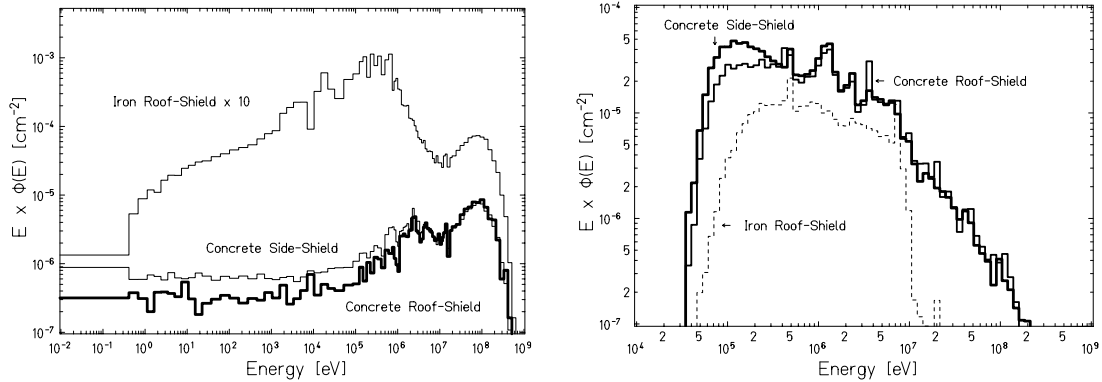 E x Φ(E) [cm⁻²]
10⁻³
10⁻⁴
10⁻⁵
10⁻⁶
10⁻⁷
Iron Roof-Shield x 10
Concrete Side-Shield
Concrete Roof-Shield
10⁻² 10⁻¹ 10⁰ 10¹ 10² 10³ 10⁴ 10⁵ 10⁶ 10⁷ 10⁸ 10⁹
Energy [eV]
E x Φ(E) [cm⁻²]
5
10⁻⁴
5
2
10⁻⁵
5
2
10⁻⁶
5
2
10⁻⁷
Concrete Side-Shield
Concrete Roof-Shield
Iron Roof-Shield
10⁴ 2 5 10⁵ 2 5 10⁶ 2 5 10⁷ 2 5 10⁸ 2 5 10⁹
Energy [eV]